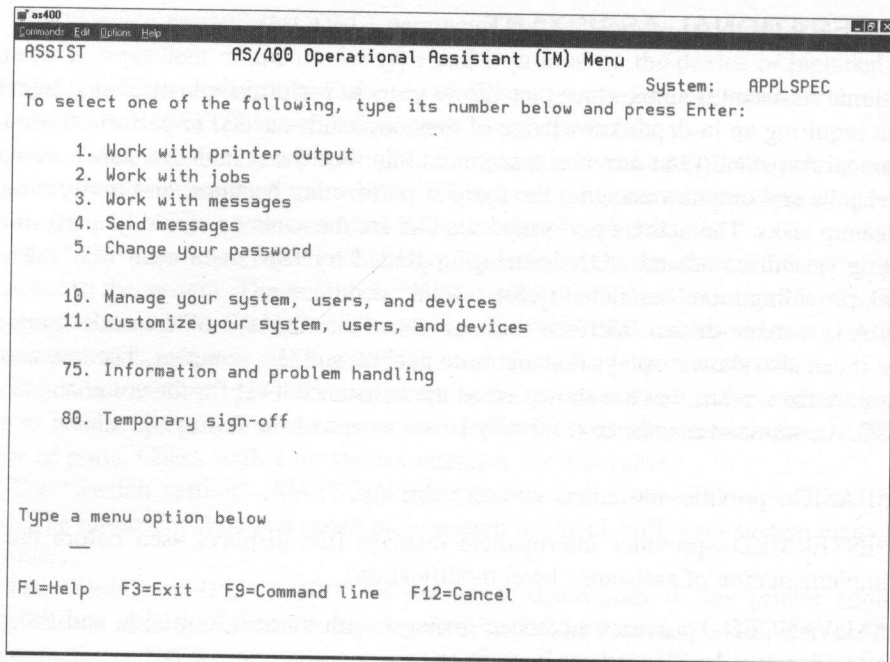 as400
Commands Edit Options Help
ASSIST AS/400 Operational Assistant (TM) Menu
System: APPLSPEC
To select one of the following, type its number below and press Enter:
1. Work with printer output
2. Work with jobs
3. Work with messages
4. Send messages
5. Change your password
10. Manage your system, users, and devices
11. Customize your system, users, and devices
75. Information and problem handling
80. Temporary sign-off
Type a menu option below
F1=Help F3=Exit F9=Command line F12=Cancel